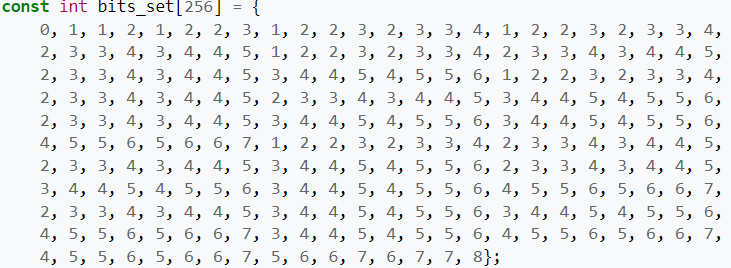 const int bits_set[256] = {
0, 1, 1, 2, 1, 2, 2, 3, 1, 2, 2, 3, 2, 3, 3, 4, 1, 2, 2, 3, 2, 3, 3, 4,
2, 3, 3, 4, 3, 4, 4, 5, 1, 2, 2, 3, 2, 3, 3, 4, 2, 3, 3, 4, 3, 4, 4, 5,
2, 3, 3, 4, 3, 4, 4, 5, 3, 4, 4, 5, 4, 5, 5, 6, 1, 2, 2, 3, 2, 3, 3, 4,
2, 3, 3, 4, 3, 4, 4, 5, 2, 3, 3, 4, 3, 4, 4, 5, 3, 4, 4, 5, 4, 5, 5, 6,
2, 3, 3, 4, 3, 4, 4, 5, 3, 4, 4, 5, 4, 5, 5, 6, 3, 4, 4, 5, 4, 5, 5, 6,
4, 5, 5, 6, 5, 6, 6, 7, 1, 2, 2, 3, 2, 3, 3, 4, 2, 3, 3, 4, 3, 4, 4, 5,
2, 3, 3, 4, 3, 4, 4, 5, 3, 4, 4, 5, 4, 5, 5, 6, 2, 3, 3, 4, 3, 4, 4, 5,
3, 4, 4, 5, 4, 5, 5, 6, 3, 4, 4, 5, 4, 5, 5, 6, 4, 5, 5, 6, 5, 6, 6, 7,
2, 3, 3, 4, 3, 4, 4, 5, 3, 4, 4, 5, 4, 5, 5, 6, 3, 4, 4, 5, 4, 5, 5, 6,
4, 5, 5, 6, 5, 6, 6, 7, 3, 4, 4, 5, 4, 5, 5, 6, 4, 5, 5, 6, 5, 6, 6, 7,
4, 5, 5, 6, 5, 6, 6, 7, 5, 6, 6, 7, 6, 7, 7, 8};